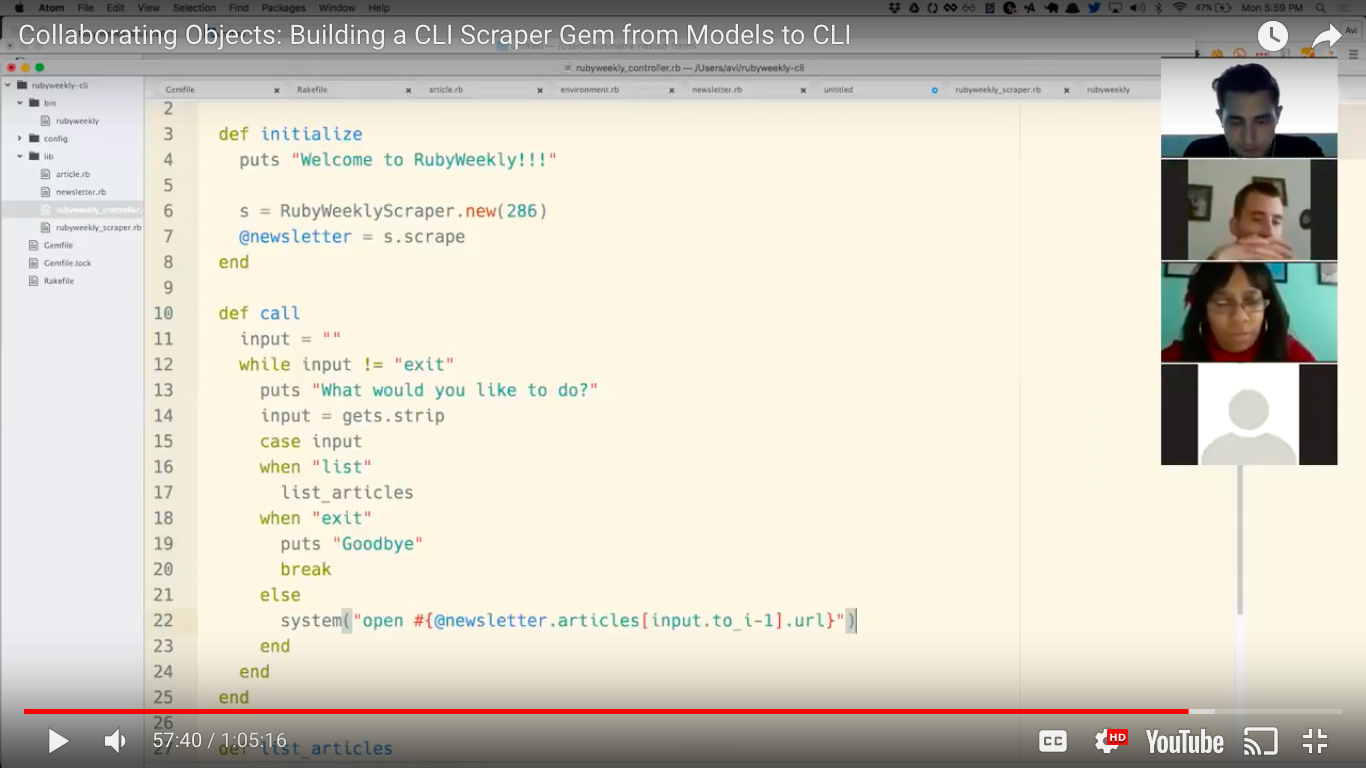 Atom File Edit View Selection Find Packages Window Help 47% Mon 5:59 PM
Collaborating Objects: Building a CLI Scraper Gem from Models to CLI
Avi
rubyweekly_controller.rb — /Users/avi/rubyweekly-cli
rubyweekly-cli
bin
rubyweekly
config
lib
article.rb
newsletter.rb
rubyweekly_controller.
rubyweekly_scraper.rb
Gemfile
Gemfile.lock
Rakefile
Gemfile Rakefile article.rb environment.rb newsletter.rb untitled rubyweekly_scraper.rb rubyweekly
2
3 def initialize
4 puts "Welcome to RubyWeekly!!!"
5
6 s = RubyWeeklyScraper.new(286)
7 @newsletter = s.scrape
8 end
9
10 def call
11 input = ""
12 while input != "exit"
13 puts "What would you like to do?"
14 input = gets.strip
15 case input
16 when "list"
17 list_articles
18 when "exit"
19 puts "Goodbye"
20 break
21 else
22 system("open #{@newsletter.articles[input.to_i-1].url}")
23 end
24 end
25 end
26
27 def list_articles
57:40 / 1:05:16
CC
HD
YouTube